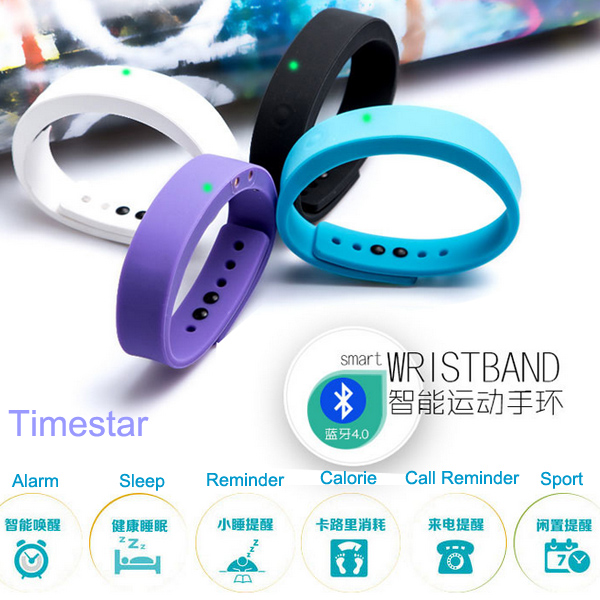 smart WRISTBAND
智能运动手环
蓝牙4.0
Timestar
Alarm Sleep Reminder Calorie Call Reminder Sport
智能唤醒 健康睡眠 小睡提醒 卡路里消耗 来电提醒 闲置提醒
z z z z z z
7